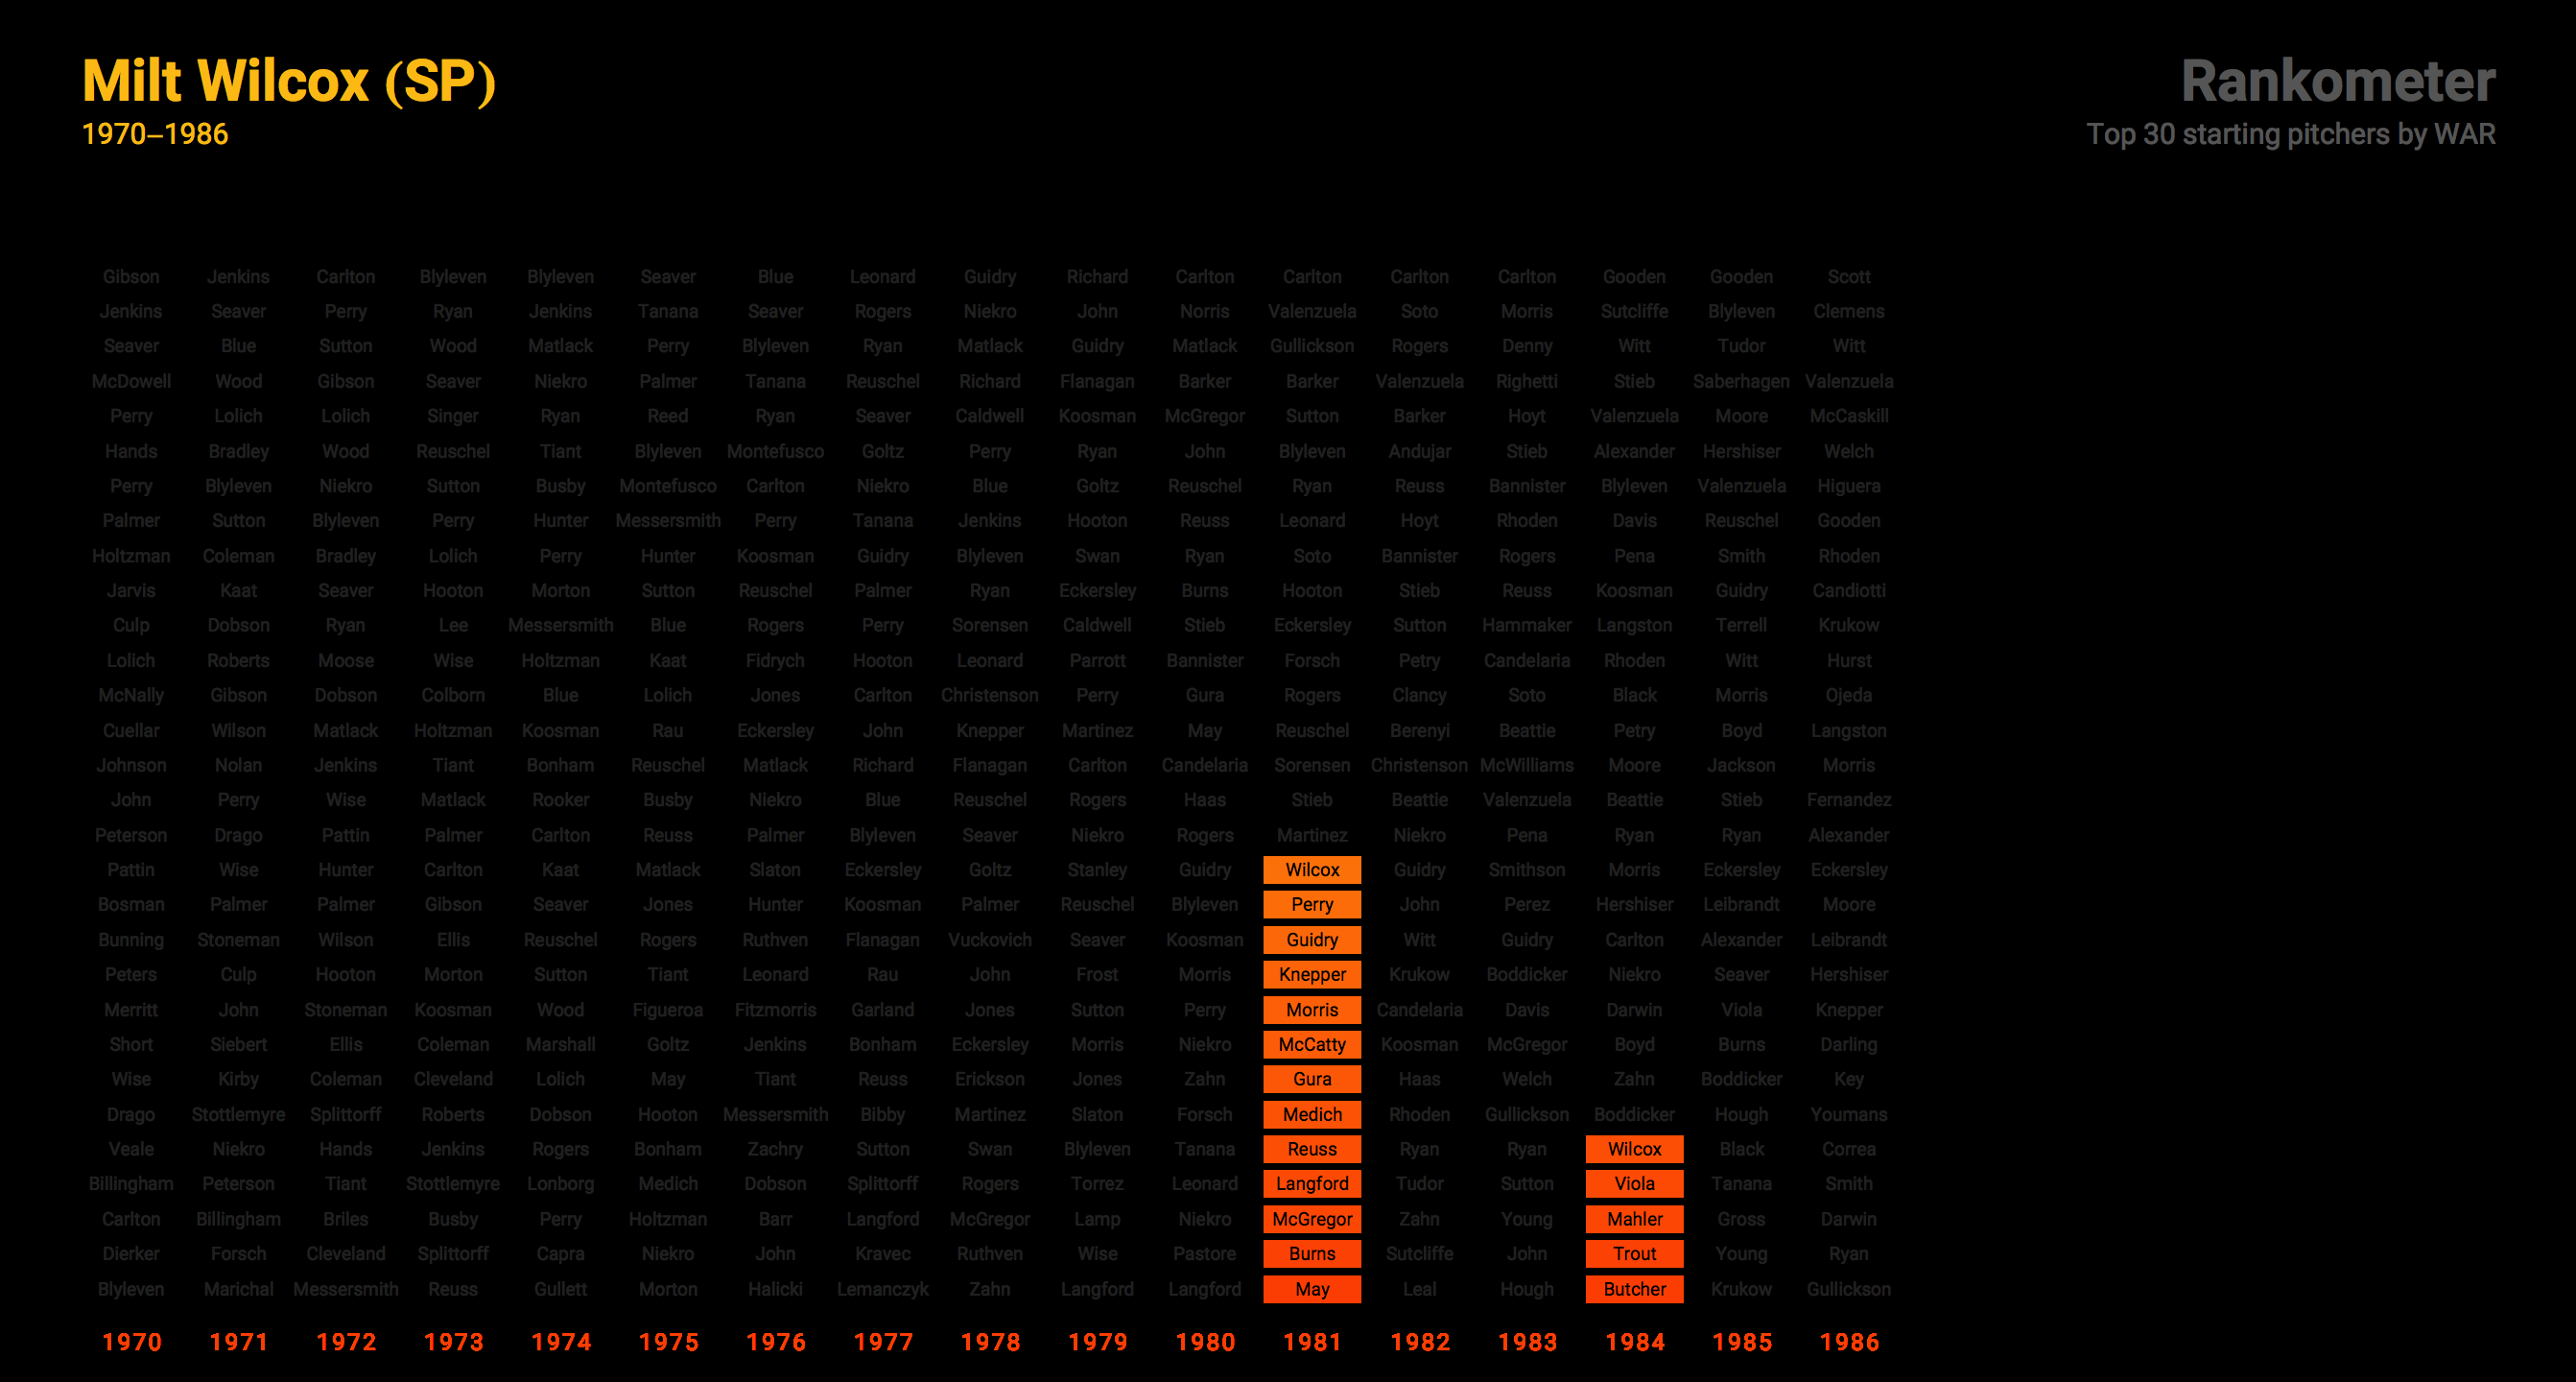 Milt Wilcox (SP)
1970–1986
Rankometer
Top 30 starting pitchers by WAR
Gibson Jenkins Carlton Blyleven Blyleven Seaver Blue Leonard Guidry Richard Carlton Carlton Carlton Carlton Gooden Gooden Scott
Jenkins Seaver Perry Ryan Jenkins Tanana Seaver Rogers Niekro John Norris Valenzuela Soto Morris Sutcliffe Blyleven Clemens
Seaver Blue Sutton Wood Matlack Perry Blyleven Ryan Matlack Guidry Matlack Gullickson Rogers Denny Witt Tudor Witt
McDowell Wood Gibson Seaver Niekro Palmer Tanana Reuschel Richard Flanagan Barker Barker Valenzuela Righetti Stieb Saberhagen Valenzuela
Perry Lolich Lolich Singer Ryan Reed Ryan Seaver Caldwell Koosman McGregor Sutton Barker Hoyt Valenzuela Moore McCaskill
Hands Bradley Wood Reuschel Tiant Blyleven Montefusco Goltz Perry Ryan John Blyleven Andujar Stieb Alexander Hershiser Welch
Perry Blyleven Niekro Sutton Busby Montefusco Carlton Niekro Blue Goltz Reuschel Ryan Reuss Bannister Blyleven Valenzuela Higuera
Palmer Sutton Blyleven Perry Hunter Messersmith Perry Tanana Jenkins Hooton Reuss Leonard Hoyt Rhoden Davis Reuschel Gooden
Holtzman Coleman Bradley Lolich Perry Hunter Koosman Guidry Blyleven Swan Ryan Soto Bannister Rogers Pena Smith Rhoden
Jarvis Kaat Seaver Hooton Morton Sutton Reuschel Palmer Ryan Eckersley Burns Hooton Stieb Reuss Koosman Guidry Candiotti
Culp Dobson Ryan Lee Messersmith Blue Rogers Perry Sorensen Caldwell Stieb Eckersley Sutton Hammaker Langston Terrell Krukow
Lolich Roberts Moose Wise Holtzman Kaat Fidrych Hooton Leonard Parrott Bannister Forsch Petry Candelaria Rhoden Witt Hurst
McNally Gibson Dobson Colborn Blue Lolich Jones Carlton Christenson Perry Gura Rogers Clancy Soto Black Morris Ojeda
Cuellar Wilson Matlack Holtzman Koosman Rau Eckersley John Knepper Martinez May Reuschel Berenyi Beattie Petry Boyd Langston
Johnson Nolan Jenkins Tiant Bonham Reuschel Matlack Richard Flanagan Carlton Candelaria Sorensen Christenson McWilliams Moore Jackson Morris
John Perry Wise Matlack Rooker Busby Niekro Blue Reuschel Rogers Haas Stieb Beattie Valenzuela Beattie Stieb Fernandez
Peterson Drago Pattin Palmer Carlton Reuss Palmer Blyleven Seaver Niekro Rogers Martinez Niekro Pena Ryan Ryan Alexander
Pattin Wise Hunter Carlton Kaat Matlack Slaton Eckersley Goltz Stanley Guidry Wilcox Guidry Smithson Morris Eckersley Eckersley
Bosman Palmer Palmer Gibson Seaver Jones Hunter Koosman Palmer Reuschel Blyleven Perry John Perez Hershiser Leibrandt Moore
Bunning Stoneman Wilson Ellis Reuschel Rogers Ruthven Flanagan Vuckovich Seaver Koosman Guidry Witt Guidry Carlton Alexander Leibrandt
Peters Culp Hooton Morton Sutton Tiant Leonard Rau John Frost Morris Knepper Krukow Boddicker Niekro Seaver Hershiser
Merritt John Stoneman Koosman Wood Figueroa Fitzmorris Garland Jones Sutton Perry Morris Candelaria Davis Darwin Viola Knepper
Short Siebert Ellis Coleman Marshall Goltz Jenkins Bonham Eckersley Morris Niekro McCatty Koosman McGregor Boyd Burns Darling
Wise Kirby Coleman Cleveland Lolich May Tiant Reuss Erickson Jones Zahn Gura Haas Welch Zahn Boddicker Key
Drago Stottlemyre Splittorff Roberts Dobson Hooton Messersmith Bibby Martinez Slaton Forsch Medich Rhoden Gullickson Boddicker Hough Youmans
Veale Niekro Hands Jenkins Rogers Bonham Zachry Sutton Swan Blyleven Tanana Reuss Ryan Ryan Wilcox Black Correa
Billingham Peterson Tiant Stottlemyre Lonborg Medich Dobson Splittorff Rogers Torrez Leonard Langford Tudor Sutton Viola Tanana Smith
Carlton Billingham Briles Busby Perry Holtzman Barr Langford McGregor Lamp Niekro McGregor Zahn Young Mahler Gross Darwin
Dierker Forsch Cleveland Splittorff Capra Niekro John Kravec Ruthven Wise Pastore Burns Sutcliffe John Trout Young Ryan
Blyleven Marichal Messersmith Reuss Gullett Morton Halicki Lemanczyk Zahn Langford Langford May Leal Hough Butcher Krukow Gullickson
1970 1971 1972 1973 1974 1975 1976 1977 1978 1979 1980 1981 1982 1983 1984 1985 1986